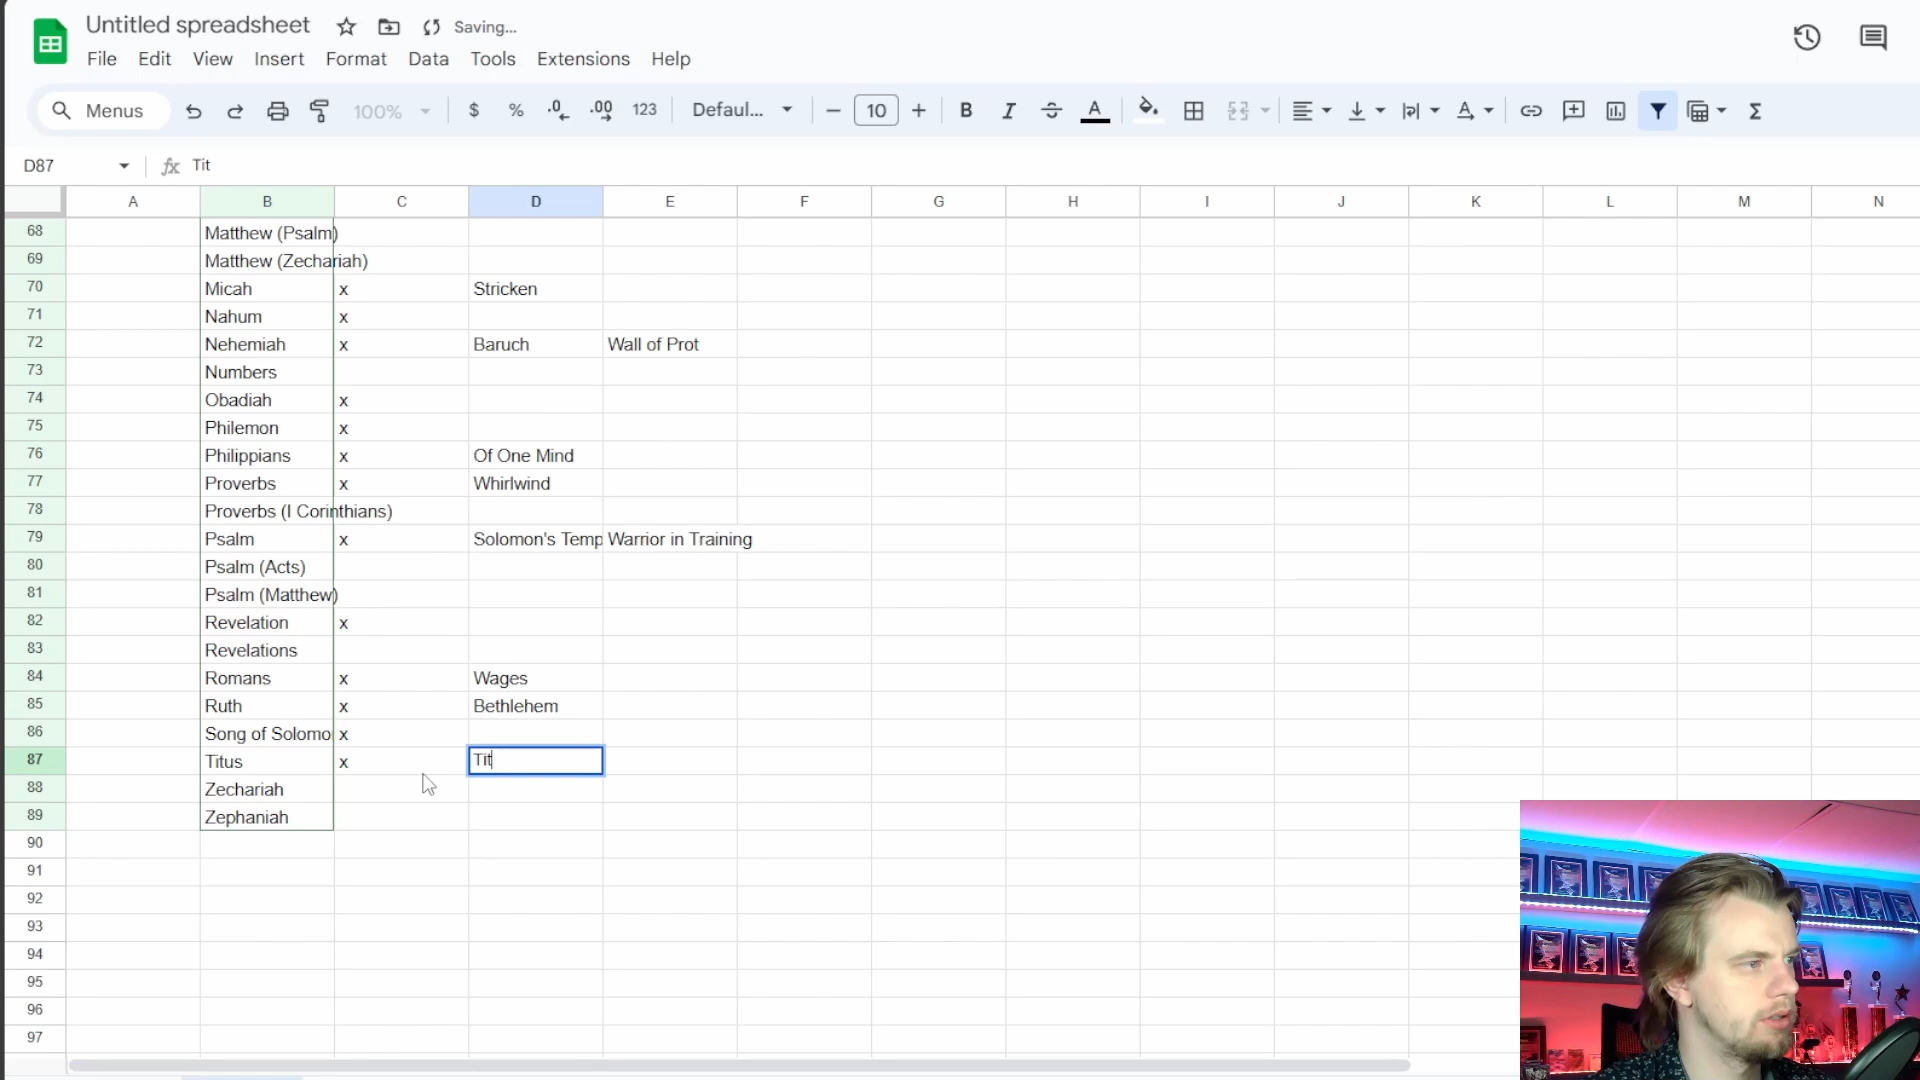 Untitled spreadsheet Saving...
File Edit View Insert Format Data Tools Extensions Help
Menus 100% $ % .0 .00 123 Defaul... 10 B I A
D87 Tit
A B C D E F G H I J K L M N
68 Matthew (Psalm)
69 Matthew (Zechariah)
70 Micah x Stricken
71 Nahum x
72 Nehemiah x Baruch Wall of Prot
73 Numbers
74 Obadiah x
75 Philemon x
76 Philippians x Of One Mind
77 Proverbs x Whirlwind
78 Proverbs (I Corinthians)
79 Psalm x Solomon's Temp Warrior in Training
80 Psalm (Acts)
81 Psalm (Matthew)
82 Revelation x
83 Revelations
84 Romans x Wages
85 Ruth x Bethlehem
86 Song of Solomo x
87 Titus x Tit
88 Zechariah
89 Zephaniah
90
91
92
93
94
95
96
97